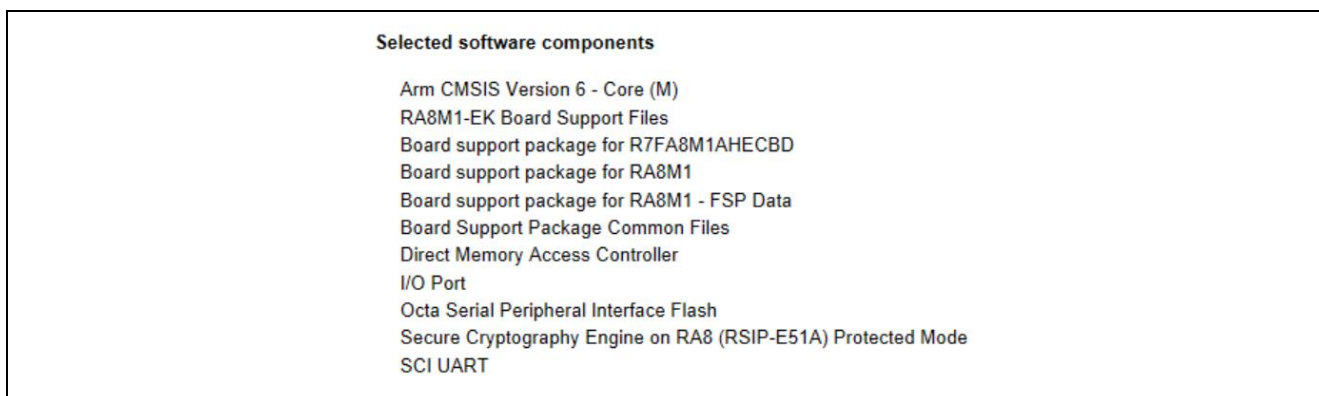 Selected software components
Arm CMSIS Version 6 - Core (M)
RA8M1-EK Board Support Files
Board support package for R7FA8M1AHECBD
Board support package for RA8M1
Board support package for RA8M1 - FSP Data
Board Support Package Common Files
Direct Memory Access Controller
I/O Port
Octa Serial Peripheral Interface Flash
Secure Cryptography Engine on RA8 (RSIP-E51A) Protected Mode
SCI UART